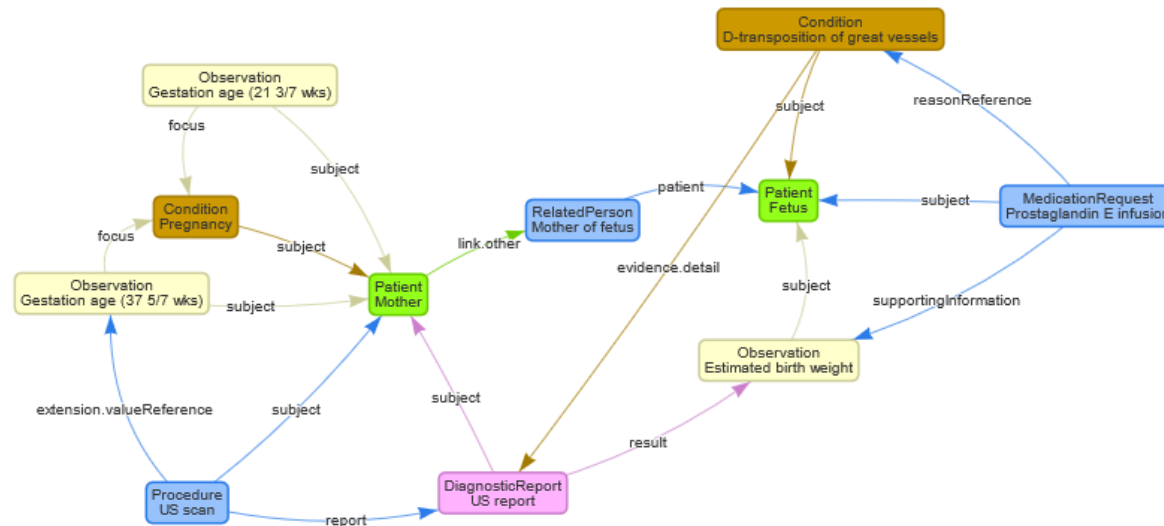 Condition
D-transposition of great vessels
Observation
Gestation age (21 3/7 wks)
subject
reasonReference
focus
subject
patient
Patient
Fetus
MedicationRequest
Prostaglandin E infusion
subject
Condition
Pregnancy
RelatedPerson
Mother of fetus
focus
subject
link.other
evidence.detail
Observation
Gestation age (37 5/7 wks)
subject
Patient
Mother
subject
supportingInformation
Observation
Estimated birth weight
extension.valueReference
subject
subject
result
DiagnosticReport
US report
Procedure
US scan
report